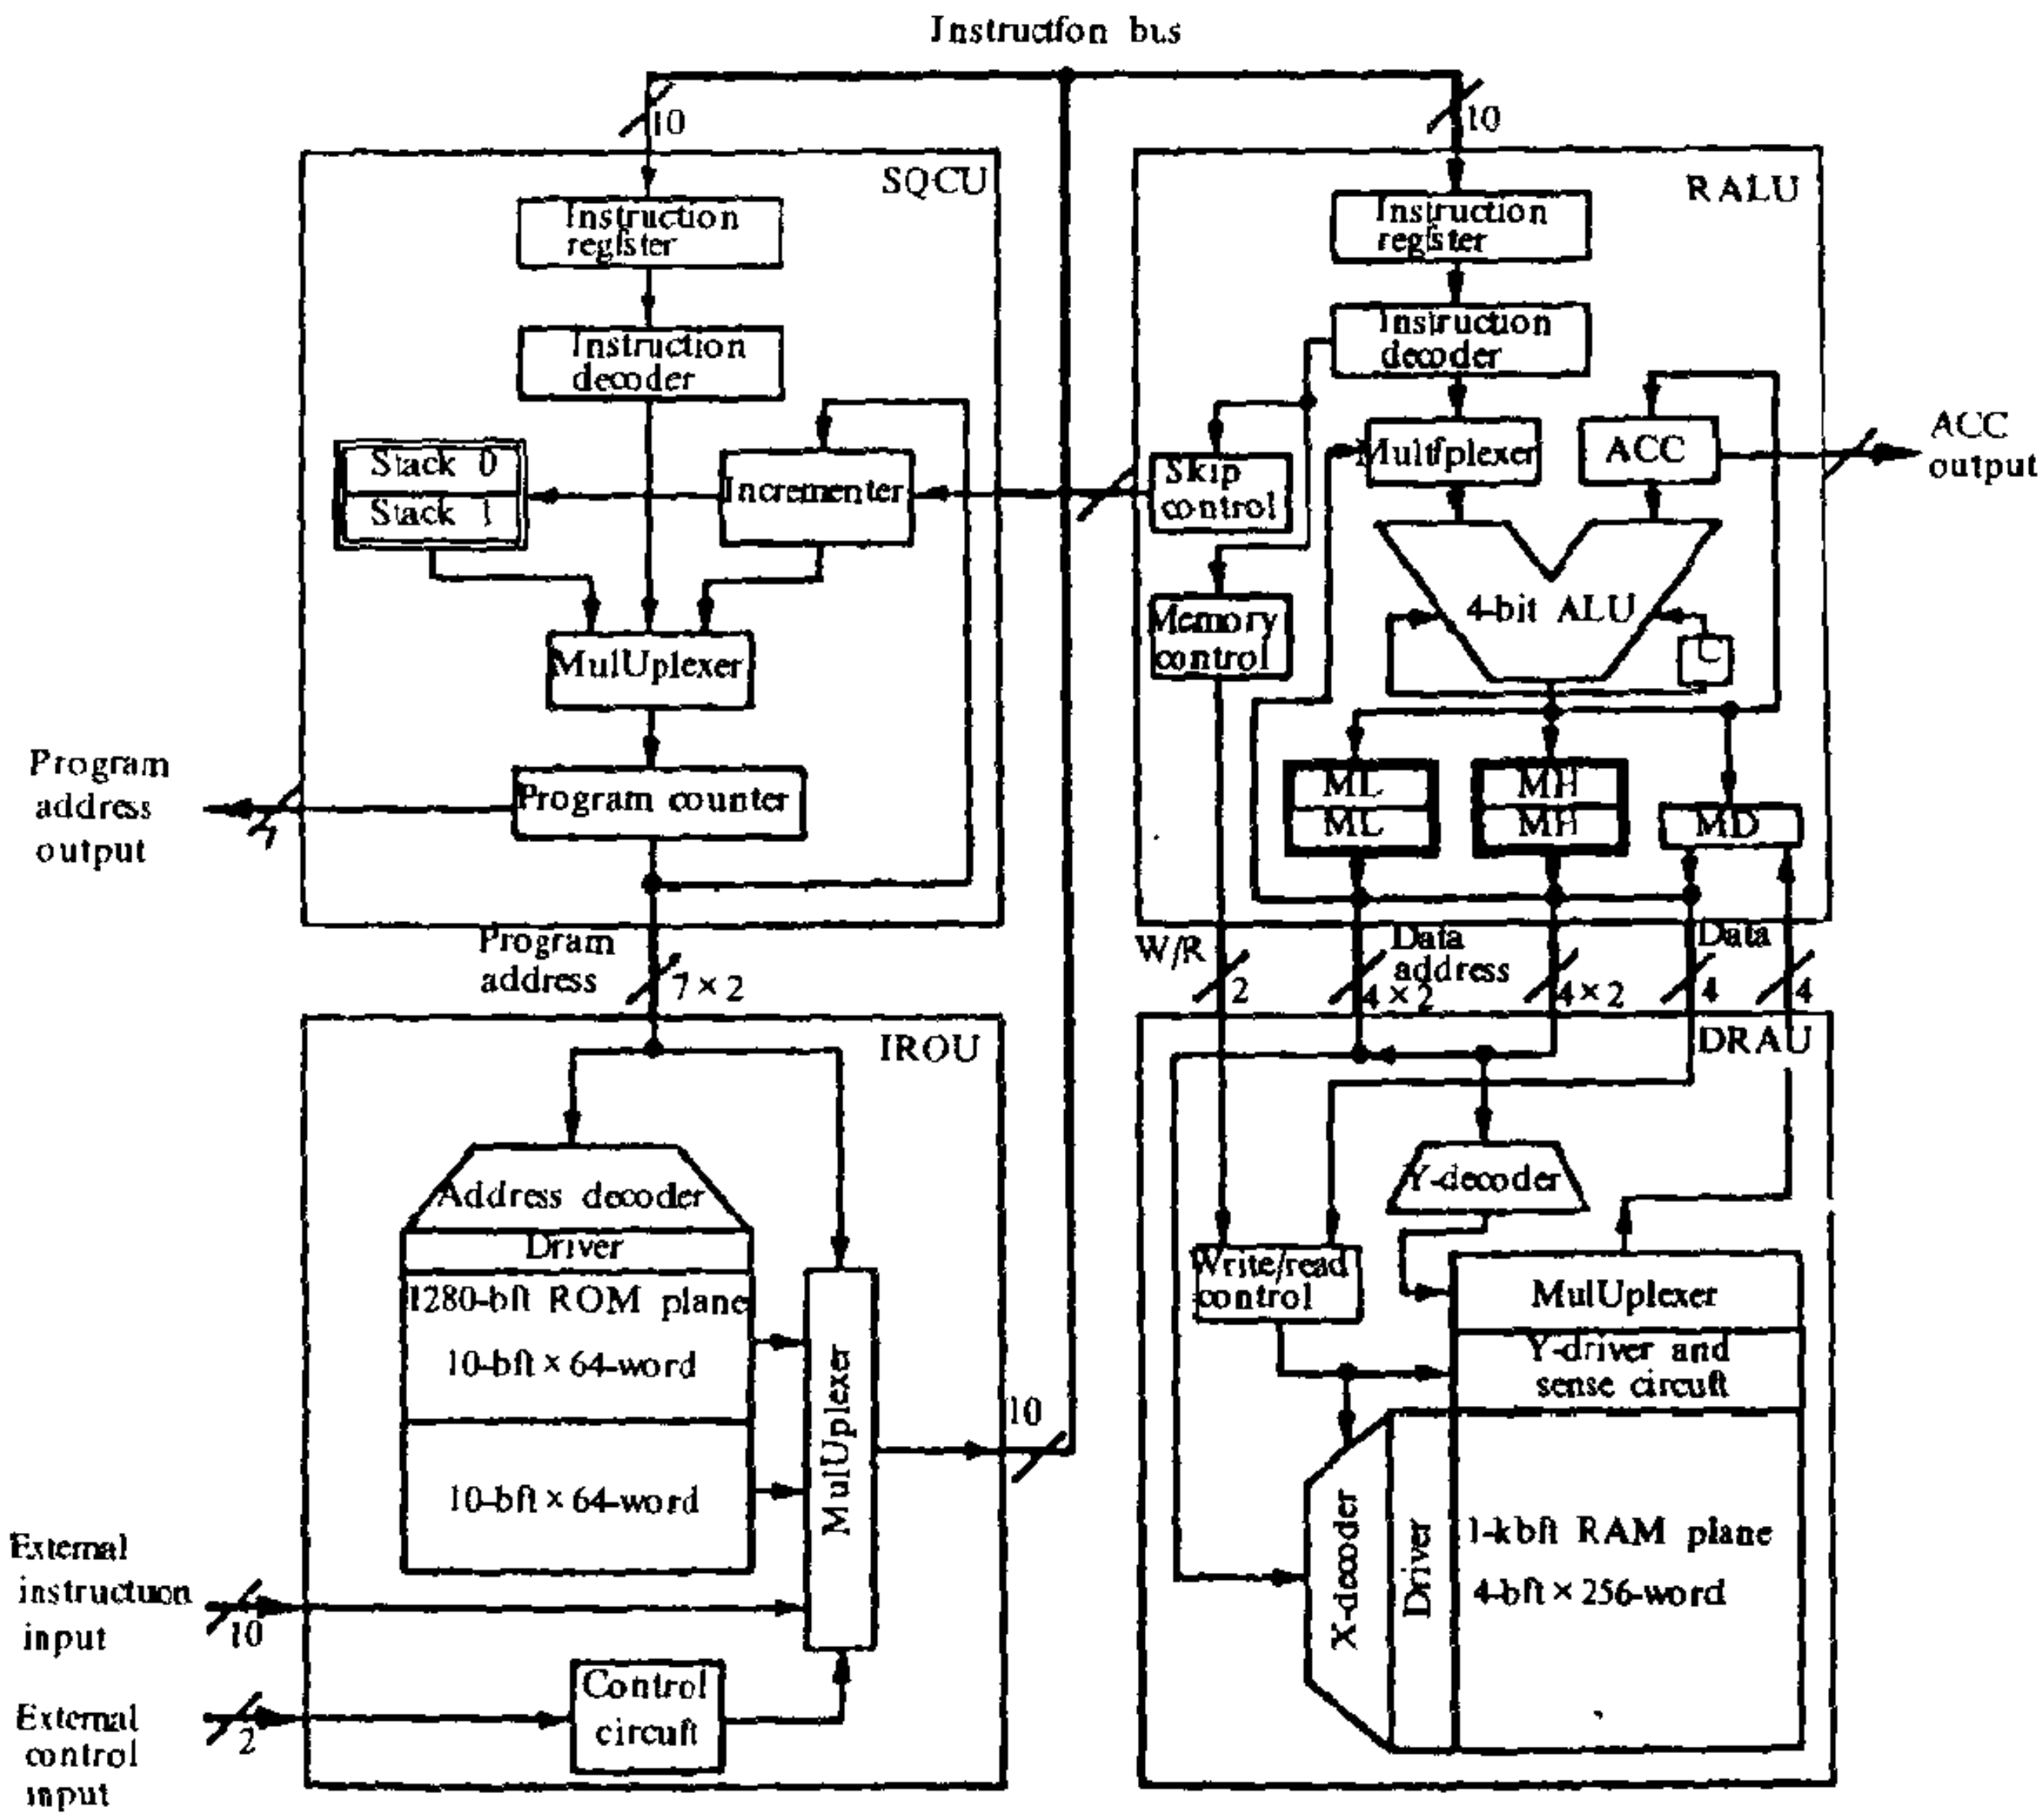 Instructfon bus
10
10
SQCU
Instruction
regfster
Instruction
decoder
Stack 0
Stack 1
Incrementer
MulUplexer
Program counter
Program
address
output
7
Program
address
7 × 2
RALU
Instruction
regfster
Instruction
decoder
Multfplexer
ACC
ACC
output
Skip
control
4-bit ALU
C
Memory
control
ML
ML
MH
MH
MD
W/R
2
Data
address
4 × 2
4 × 2
Data
4
4
IROU
Address decoder
Driver
1280-bft ROM plane
10-bft × 64-word
10-bft × 64-word
MulUplexer
10
External
instructuon
input
10
Control
circuft
External
control
input
2
DRAU
Y-decoder
Write/read
control
MulUplexer
Y-driver and
sense circuft
X-decoder
Driver
1-kbft RAM plane
4-bft × 256-word